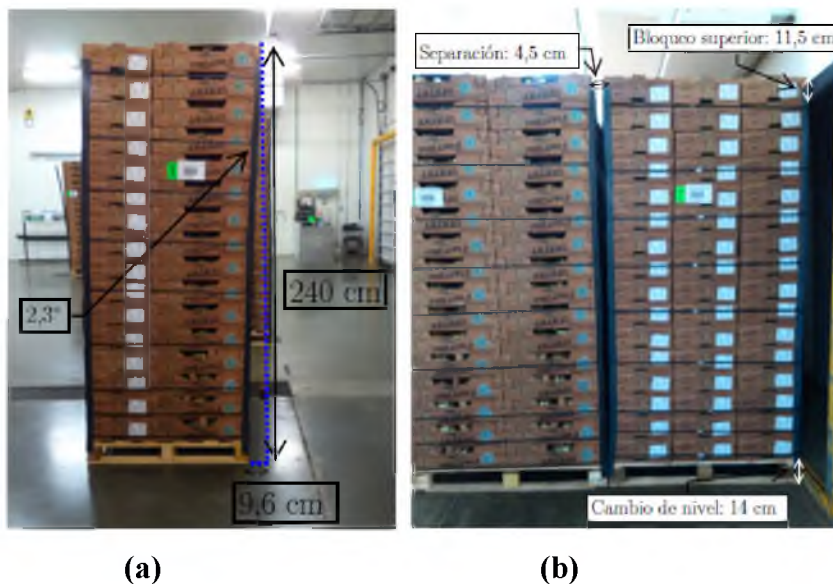 Separación: 4,5 cm
Bloqueo superior: 11,5 cm
2,3°
240 cm
9,6 cm
Cambio de nivel: 14 cm
(a)
(b)